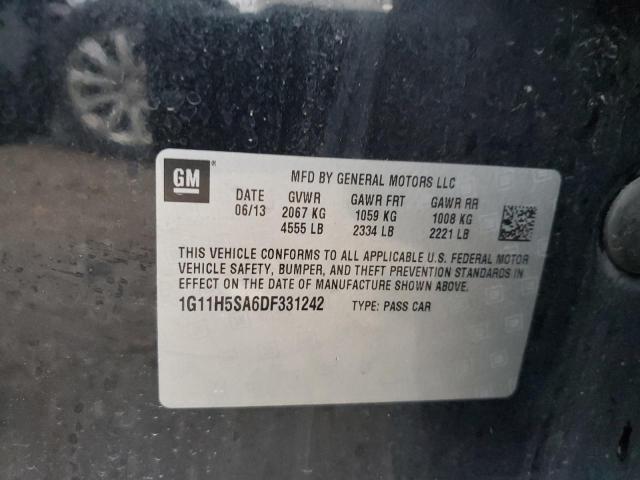 GM ®
MFD BY GENERAL MOTORS LLC
DATE GVWR GAWR FRT GAWR RR
06/13 2067 KG 1059 KG 1008 KG
4555 LB 2334 LB 2221 LB
THIS VEHICLE CONFORMS TO ALL APPLICABLE U.S. FEDERAL MOTOR
VEHICLE SAFETY, BUMPER, AND THEFT PREVENTION STANDARDS IN
EFFECT ON THE DATE OF MANUFACTURE SHOWN ABOVE.
1G11H5SA6DF331242 TYPE: PASS CAR